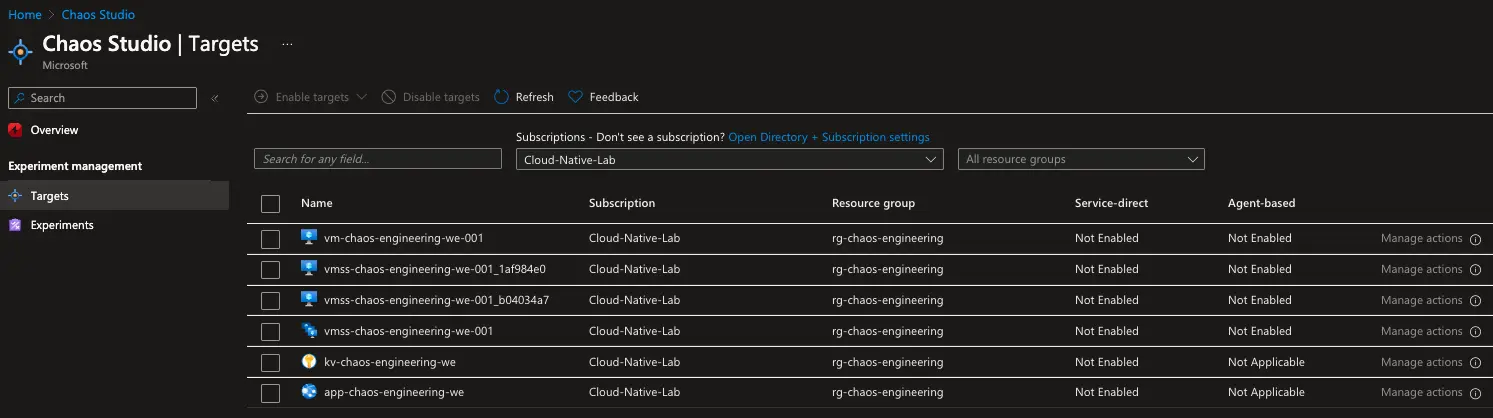 Home > Chaos Studio
Chaos Studio | Targets ...
Microsoft
Search «
Enable targets Disable targets Refresh Feedback
Overview
Experiment management
Targets
Experiments
Subscriptions - Don't see a subscription? Open Directory + Subscription settings
Search for any field... Cloud-Native-Lab All resource groups
Name Subscription Resource group Service-direct Agent-based
vm-chaos-engineering-we-001 Cloud-Native-Lab rg-chaos-engineering Not Enabled Not Enabled Manage actions
vmss-chaos-engineering-we-001_1af984e0 Cloud-Native-Lab rg-chaos-engineering Not Enabled Not Enabled Manage actions
vmss-chaos-engineering-we-001_b04034a7 Cloud-Native-Lab rg-chaos-engineering Not Enabled Not Enabled Manage actions
vmss-chaos-engineering-we-001 Cloud-Native-Lab rg-chaos-engineering Not Enabled Not Enabled Manage actions
kv-chaos-engineering-we Cloud-Native-Lab rg-chaos-engineering Not Enabled Not Applicable Manage actions
app-chaos-engineering-we Cloud-Native-Lab rg-chaos-engineering Not Enabled Not Applicable Manage actions